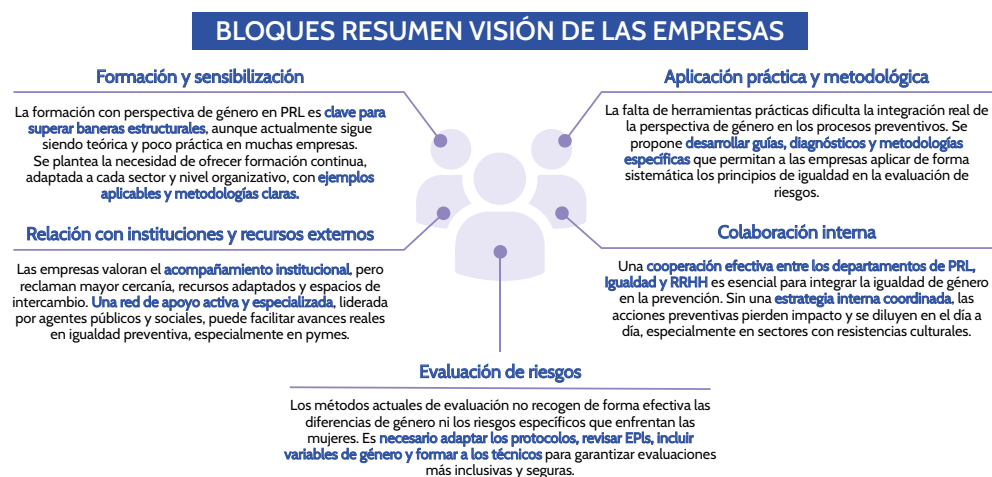 BLOQUES RESUMEN VISIÓN DE LAS EMPRESAS
Formación y sensibilización
La formación con perspectiva de género en PRL es clave para
superar baneras estructurales, aunque actualmente sigue
siendo teórica y poco práctica en muchas empresas.
Se plantea la necesidad de ofrecer formación continua,
adaptada a cada sector y nivel organizativo, con ejemplos
aplicables y metodologías claras.
Aplicación práctica y metodológica
La falta de herramientas prácticas dificulta la integración real de
la perspectiva de género en los procesos preventivos. Se
propone desarrollar guías, diagnósticos y metodologías
específicas que permitan a las empresas aplicar de forma
sistemática los principios de igualdad en la evaluación de
riesgos.
Relación con instituciones y recursos externos
Las empresas valoran el acompañamiento institucional, pero
reclaman mayor cercanía, recursos adaptados y espacios de
intercambio. Una red de apoyo activa y especializada, liderada
por agentes públicos y sociales, puede facilitar avances reales
en igualdad preventiva, especialmente en pymes.
Colaboración interna
Una cooperación efectiva entre los departamentos de PRL,
Igualdad y RRHH es esencial para integrar la igualdad de género
en la prevención. Sin una estrategia interna coordinada, las
acciones preventivas pierden impacto y se diluyen en el día a
día, especialmente en sectores con resistencias culturales.
Evaluación de riesgos
Los métodos actuales de evaluación no recogen de forma efectiva las
diferencias de género ni los riesgos específicos que enfrentan las
mujeres. Es necesario adaptar los protocolos, revisar EPIs, incluir
variables de género y formar a los técnicos para garantizar evaluaciones
más inclusivas y seguras.